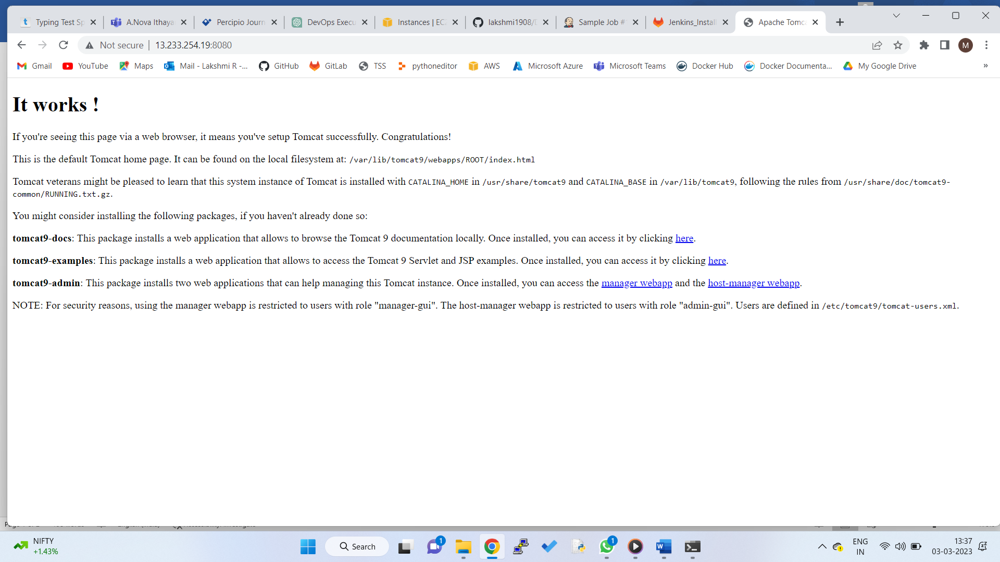 Typing Test Sp
A.Nova Ithaya
Percipio Journ
DevOps Execu
Instances | EC2
lakshmi1908/D
Sample Job #
Jenkins_Install
Apache Tomc
Not secure | 13.233.254.19:8080
M
Gmail YouTube Maps Mail - Lakshmi R -... GitHub GitLab TSS pythoneditor AWS Microsoft Azure Microsoft Teams Docker Hub Docker Documenta... My Google Drive »
It works !
If you're seeing this page via a web browser, it means you've setup Tomcat successfully. Congratulations!
This is the default Tomcat home page. It can be found on the local filesystem at: /var/lib/tomcat9/webapps/ROOT/index.html
Tomcat veterans might be pleased to learn that this system instance of Tomcat is installed with CATALINA_HOME in /usr/share/tomcat9 and CATALINA_BASE in /var/lib/tomcat9, following the rules from /usr/share/doc/tomcat9-
common/RUNNING.txt.gz.
You might consider installing the following packages, if you haven't already done so:
tomcat9-docs: This package installs a web application that allows to browse the Tomcat 9 documentation locally. Once installed, you can access it by clicking here.
tomcat9-examples: This package installs a web application that allows to access the Tomcat 9 Servlet and JSP examples. Once installed, you can access it by clicking here.
tomcat9-admin: This package installs two web applications that can help managing this Tomcat instance. Once installed, you can access the manager webapp and the host-manager webapp.
NOTE: For security reasons, using the manager webapp is restricted to users with role "manager-gui". The host-manager webapp is restricted to users with role "admin-gui". Users are defined in /etc/tomcat9/tomcat-users.xml.
NIFTY
+1.43%
Search
1
1
ENG
IN
13:37
03-03-2023